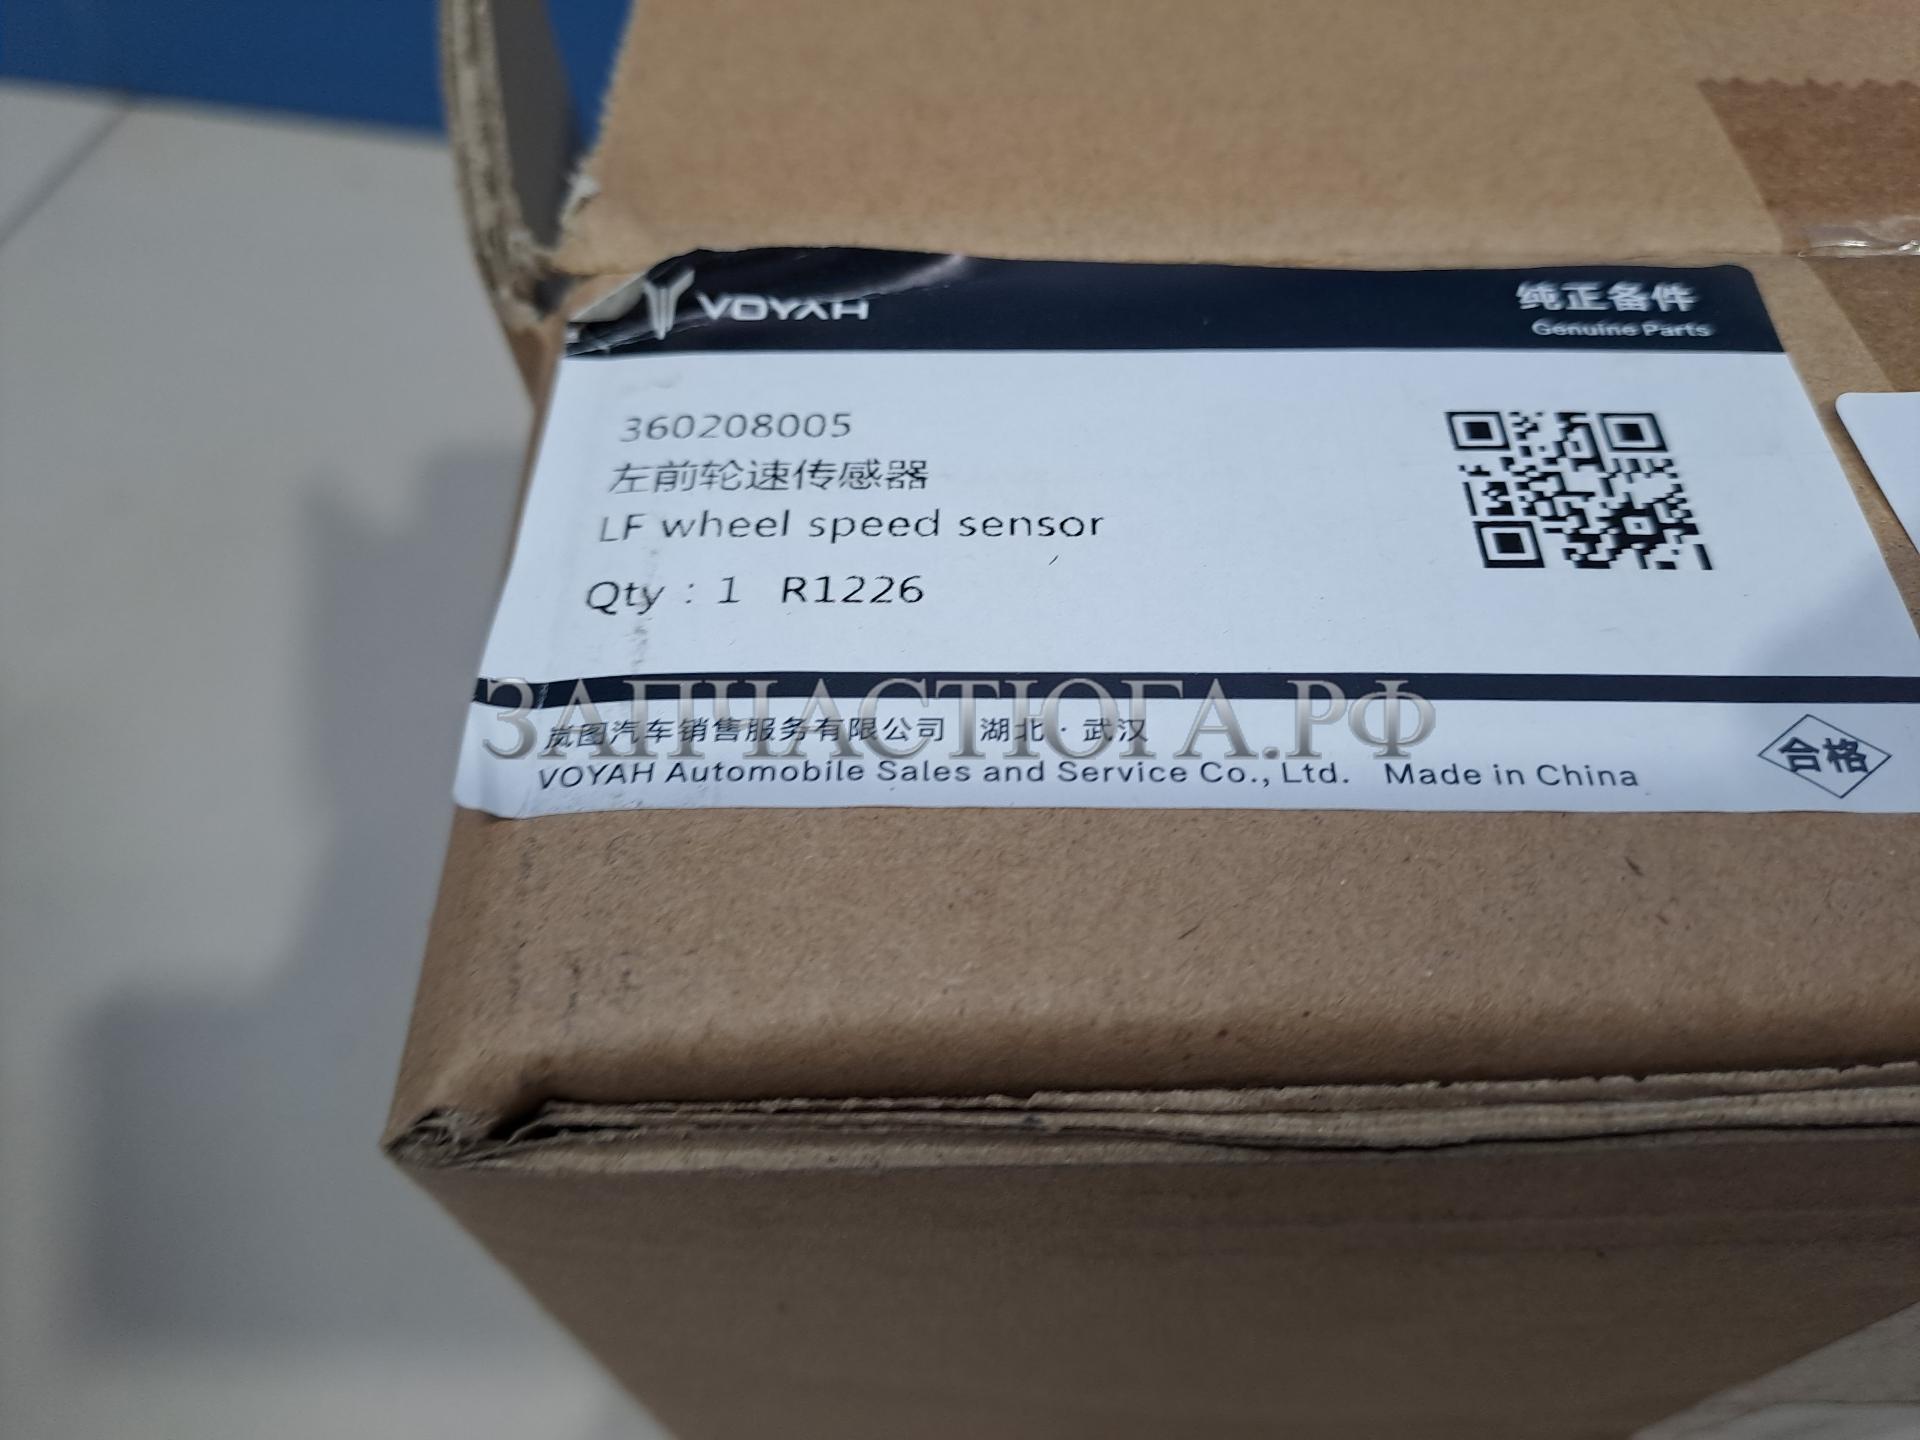 VOYAH
纯正备件
Genuine Parts
360208005
左前轮速传感器
LF wheel speed sensor
Qty : 1 R1226
ЗАПЧАСТЮГА.РФ
岚图汽车销售服务有限公司 湖北·武汉
VOYAH Automobile Sales and Service Co., Ltd. Made in China
合格